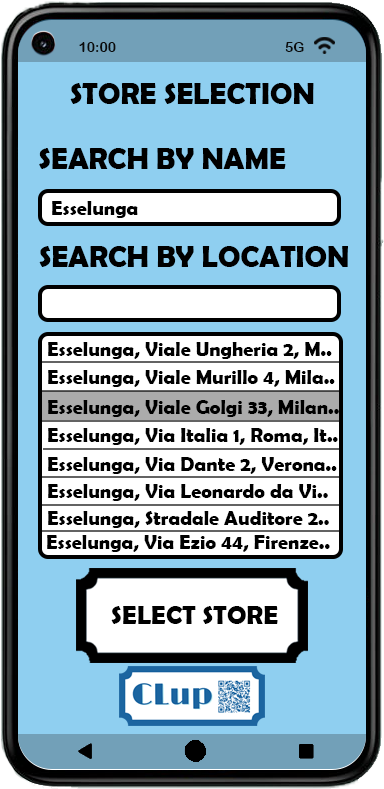 10:00 5G
STORE SELECTION
SEARCH BY NAME
Esselunga
SEARCH BY LOCATION
Esselunga, Viale Ungheria 2, M..
Esselunga, Viale Murillo 4, Mila..
Esselunga, Viale Golgi 33, Milan..
Esselunga, Via Italia 1, Roma, It..
Esselunga, Via Dante 2, Verona..
Esselunga, Via Leonardo da Vi..
Esselunga, Stradale Auditore 2..
Esselunga, Via Ezio 44, Firenze..
SELECT STORE
CLup